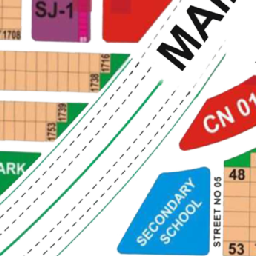 SJ-1
1708
MAI
1716
1738
1739
1753
CN 01
ARK
SECONDARY
SCHOOL
STREET NO 05
48
53